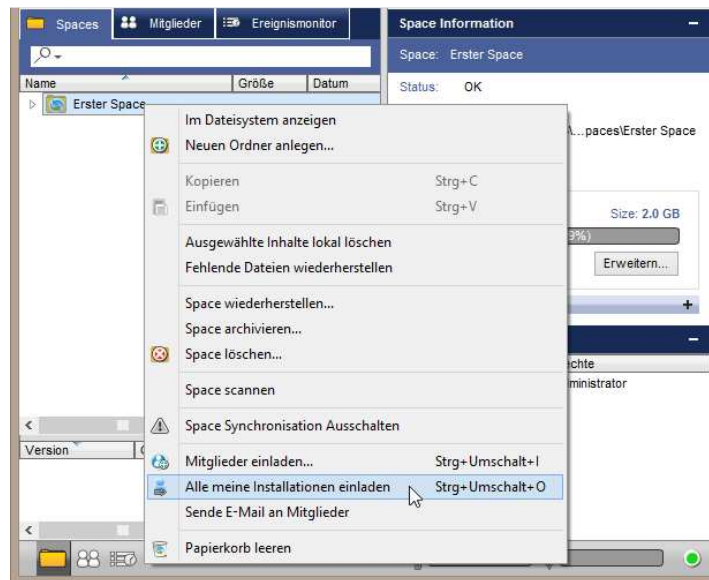 Spaces Mitglieder Ereignismonitor
Space Information
Space: Erster Space
Name Größe Datum
Status: OK
Erster Space
\...paces\Erster Space
Im Dateisystem anzeigen
Neuen Ordner anlegen...
Kopieren Strg+C
Einfügen Strg+V
Size: 2.0 GB
9%)
Ausgewählte Inhalte lokal löschen
Fehlende Dateien wiederherstellen
Erweitern...
Space wiederherstellen...
Space archivieren...
Space löschen...
chte
ministrator
Space scannen
Space Synchronisation Ausschalten
Version
Mitglieder einladen... Strg+Umschalt+I
Alle meine Installationen einladen Strg+Umschalt+O
Sende E-Mail an Mitglieder
Papierkorb leeren